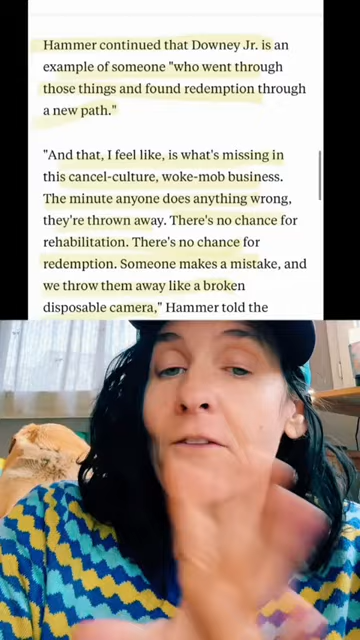 Hammer continued that Downey Jr. is an
example of someone "who went through
those things and found redemption through
a new path."
"And that, I feel like, is what's missing in
this cancel-culture, woke-mob business.
The minute anyone does anything wrong,
they're thrown away. There's no chance for
rehabilitation. There's no chance for
redemption. Someone makes a mistake, and
we throw them away like a broken
disposable camera," Hammer told the